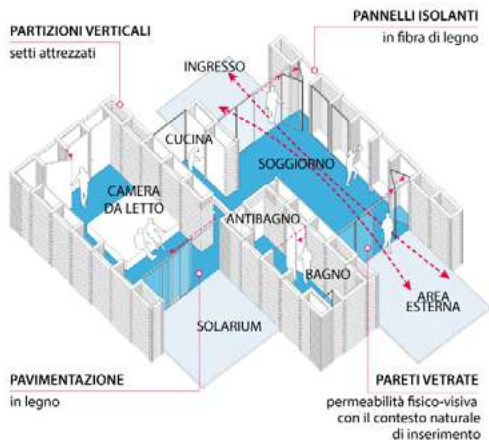 PANNELLI ISOLANTI
in fibra di legno
PARTIZIONI VERTICALI
setti attrezzati
INGRESSO
CUCINA
SOGGIORNO
CAMERA
DA LETTO
ANTIBAGNO
BAGNO
AREA
ESTERNA
SOLARIUM
PAVIMENTAZIONE
in legno
PARETI VETRATE
permeabilità fisico-visiva
con il contesto naturale
di inserimento